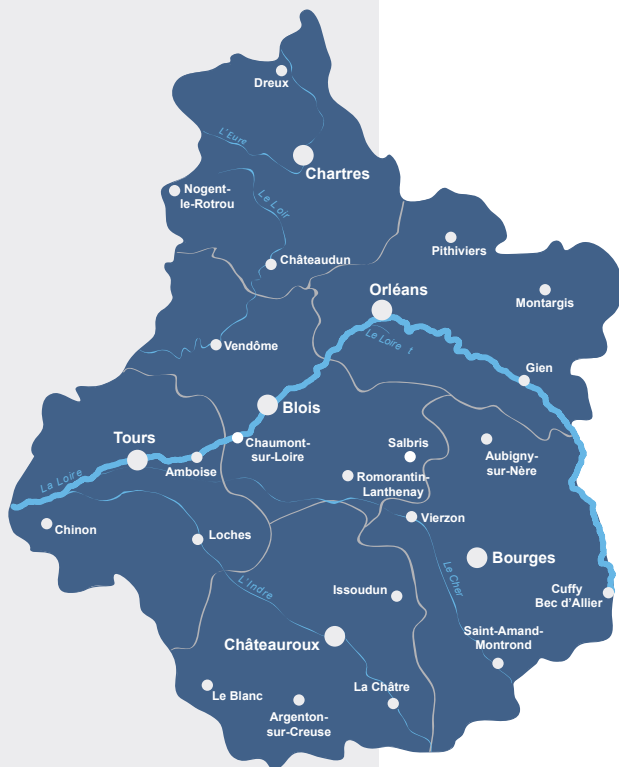 Dreux
L'Eure
Chartres
Nogent-
le-Rotrou
Le Loir
Pithiviers
Châteaudun
Orléans
Montargis
Le Loire t
Vendôme
Gien
Blois
Tours
Chaumont-
sur-Loire
Salbris
Aubigny-
sur-Nère
Amboise
La Loire
Romorantin-
Lanthenay
Chinon
Vierzon
Loches
Bourges
Le Cher
L'Indre
Issoudun
Cuffy
Bec d'Allier
Châteauroux
Saint-Amand-
Montrond
Le Blanc
La Châtre
Argenton-
sur-Creuse